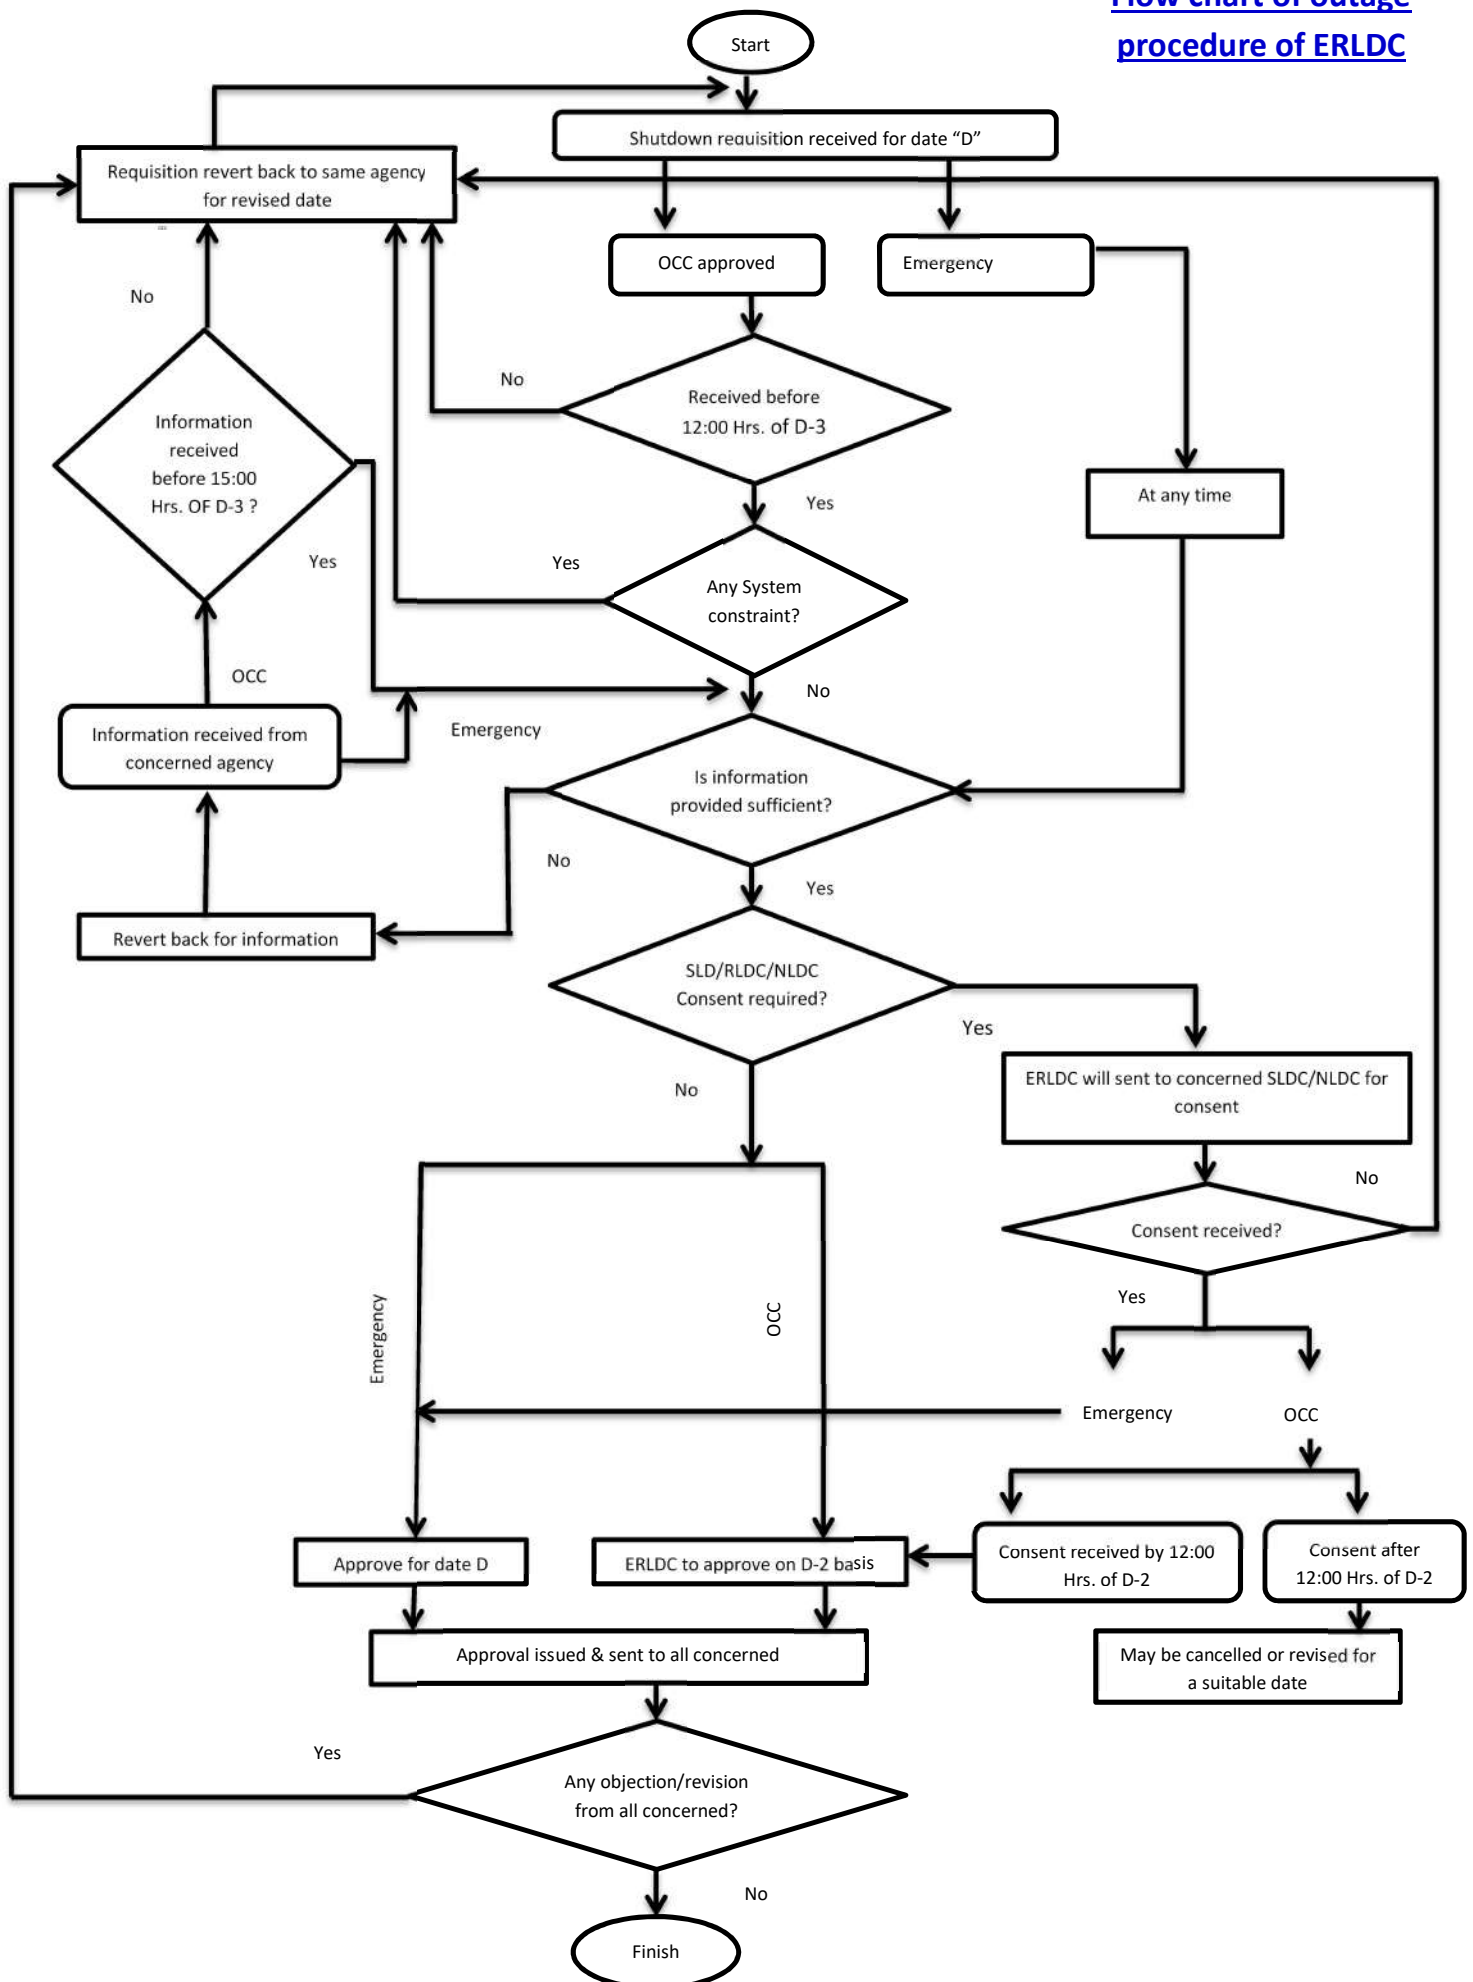 Flow chart of outage
procedure of ERLDC
Start
Shutdown requisition received for date “D”
Requisition revert back to same agency
for revised date
OCC approved
Emergency
No
No
Received before
12:00 Hrs. of D-3
Information
received
before 15:00
Hrs. OF D-3 ?
At any time
Yes
Yes
Yes
Any System
constraint?
OCC
No
Information received from
concerned agency
Emergency
Is information
provided sufficient?
No
Yes
Revert back for information
SLD/RLDC/NLDC
Consent required?
Yes
No
ERLDC will sent to concerned SLDC/NLDC for
consent
No
Consent received?
Yes
Emergency
OCC
Emergency
OCC
Approve for date D
ERLDC to approve on D-2 basis
Consent received by 12:00
Hrs. of D-2
Consent after
12:00 Hrs. of D-2
Approval issued & sent to all concerned
May be cancelled or revised for
a suitable date
Yes
Any objection/revision
from all concerned?
No
Finish